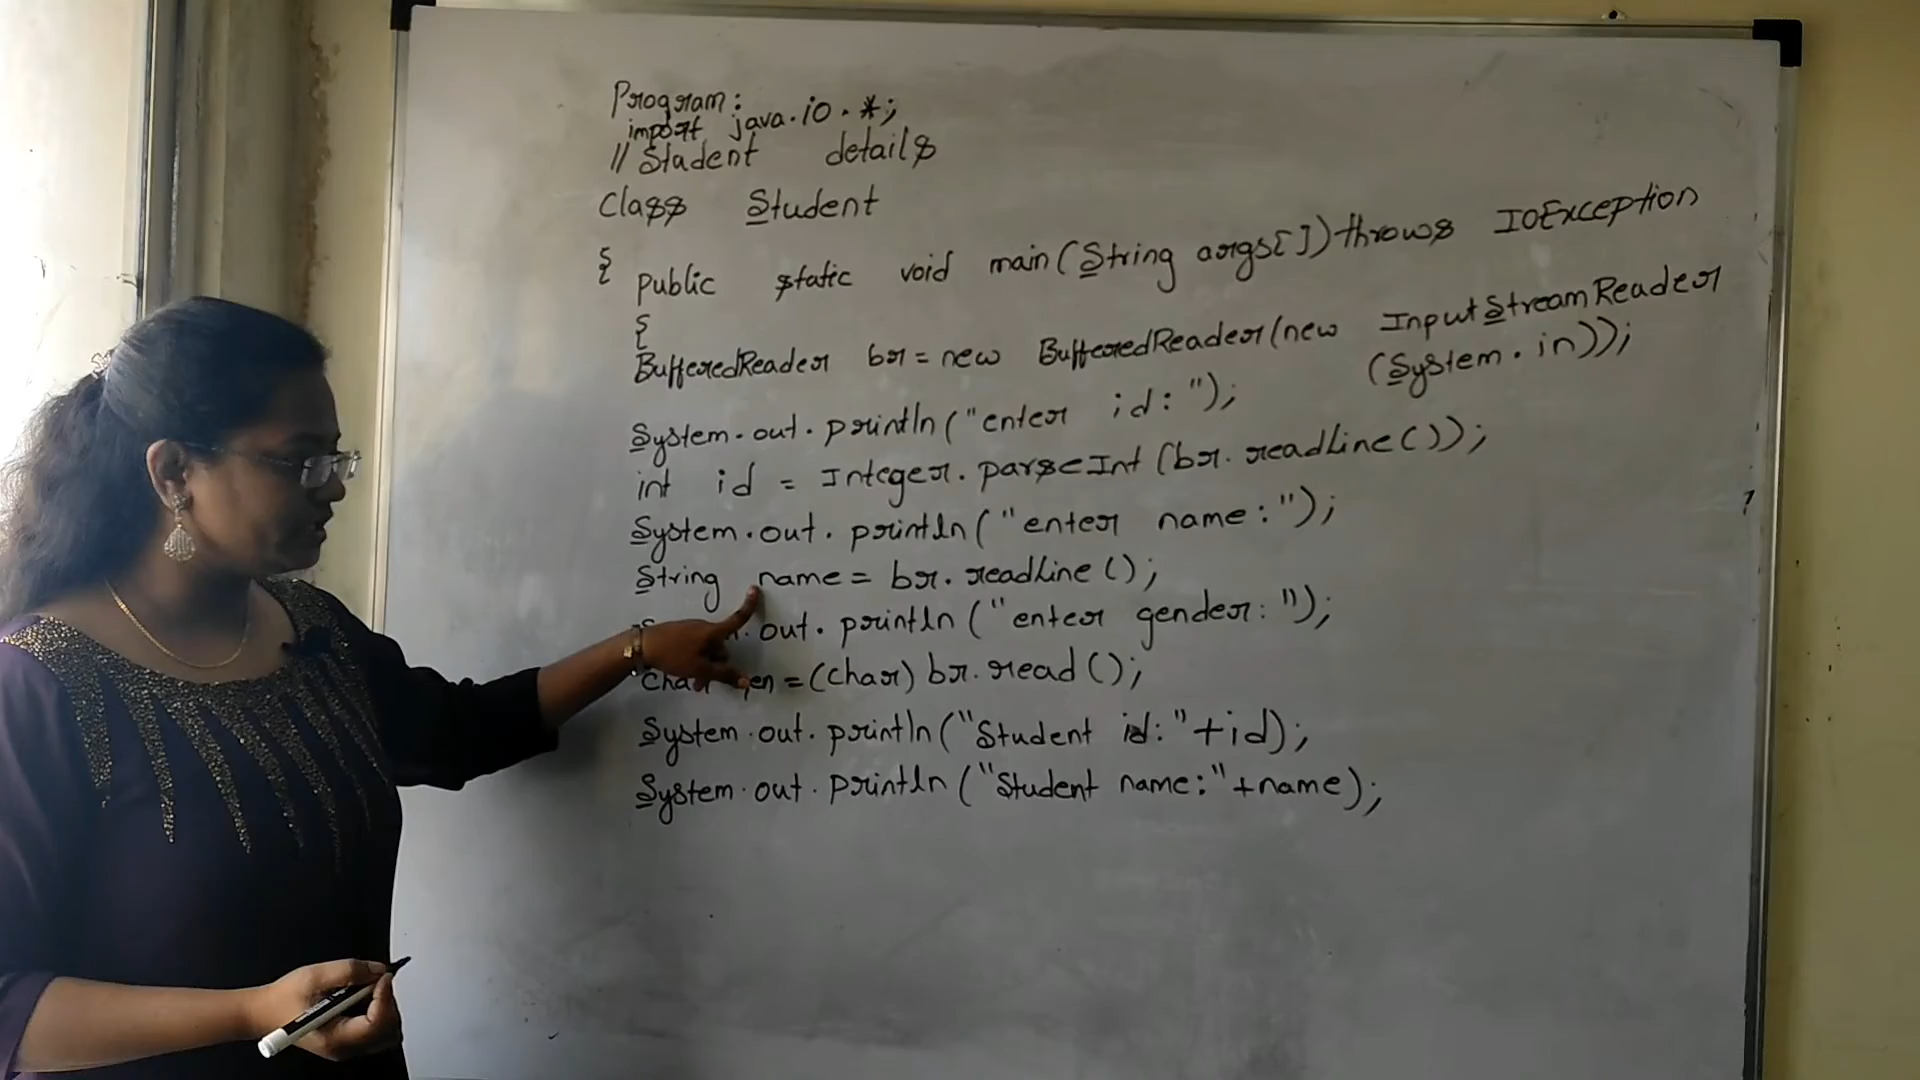 Program:
import java.io.*;
// Student details
Class Student
{
public static void main(String args[])throws IOException
{
BufferedReader br=new BufferedReader(new InputStreamReader
(System.in));
System.out.println("enter id:");
int id = Integer.parseInt(br.readLine());
System.out.println("enter name:");
String name=br.readLine();
.out.println("enter gender:");
gen=(char)br.read();
System.out.println("Student id:"+id);
System.out.println("Student name:"+name);